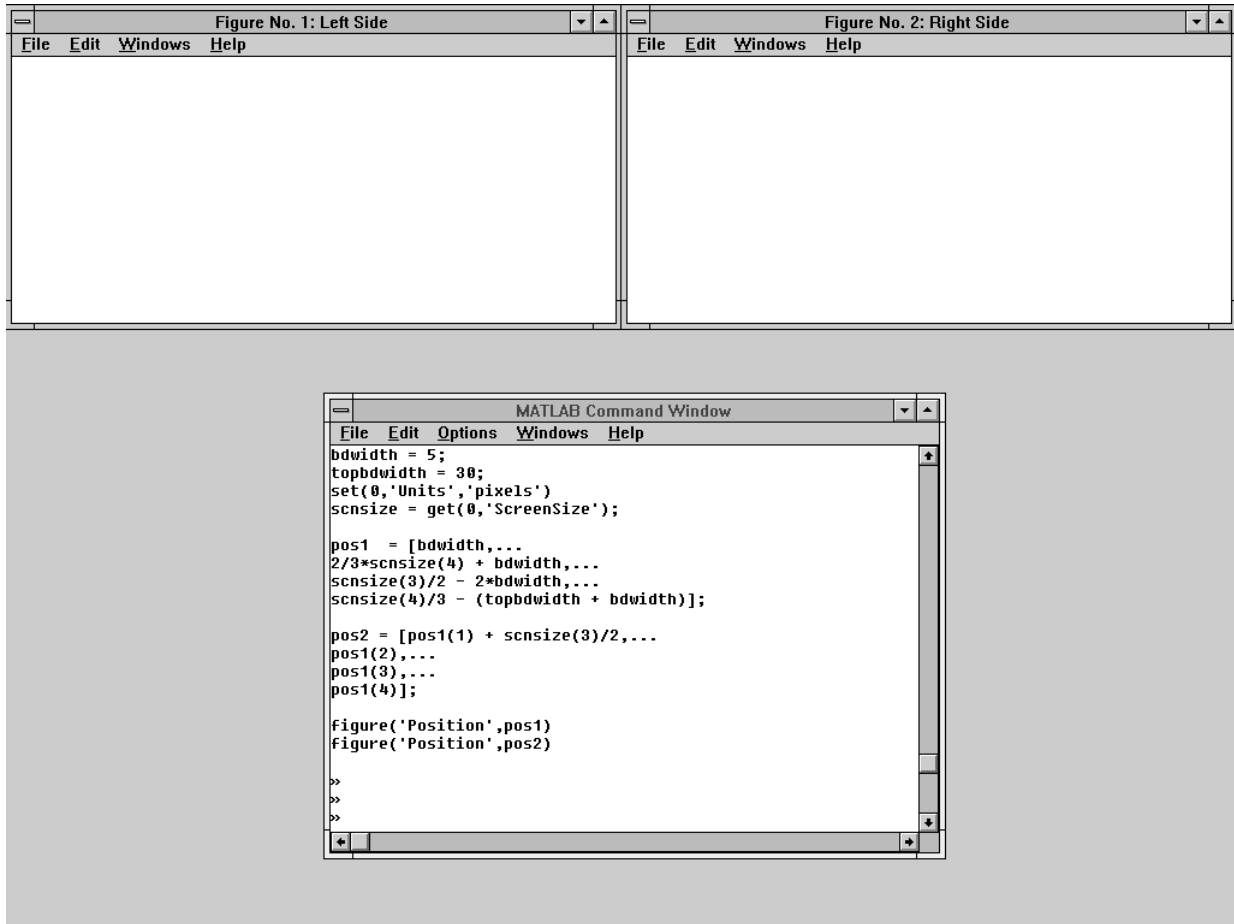 Figure No. 1: Left Side
File Edit Windows Help
Figure No. 2: Right Side
File Edit Windows Help
MATLAB Command Window
File Edit Options Windows Help
bdwidth = 5;
topbdwidth = 30;
set(0,'Units','pixels')
scnsize = get(0,'ScreenSize');
pos1  = [bdwidth,...
2/3*scnsize(4) + bdwidth,...
scnsize(3)/2 - 2*bdwidth,...
scnsize(4)/3 - (topbdwidth + bdwidth)];
pos2 = [pos1(1) + scnsize(3)/2,...
pos1(2),...
pos1(3),...
pos1(4)];
figure('Position',pos1)
figure('Position',pos2)
»
»
»